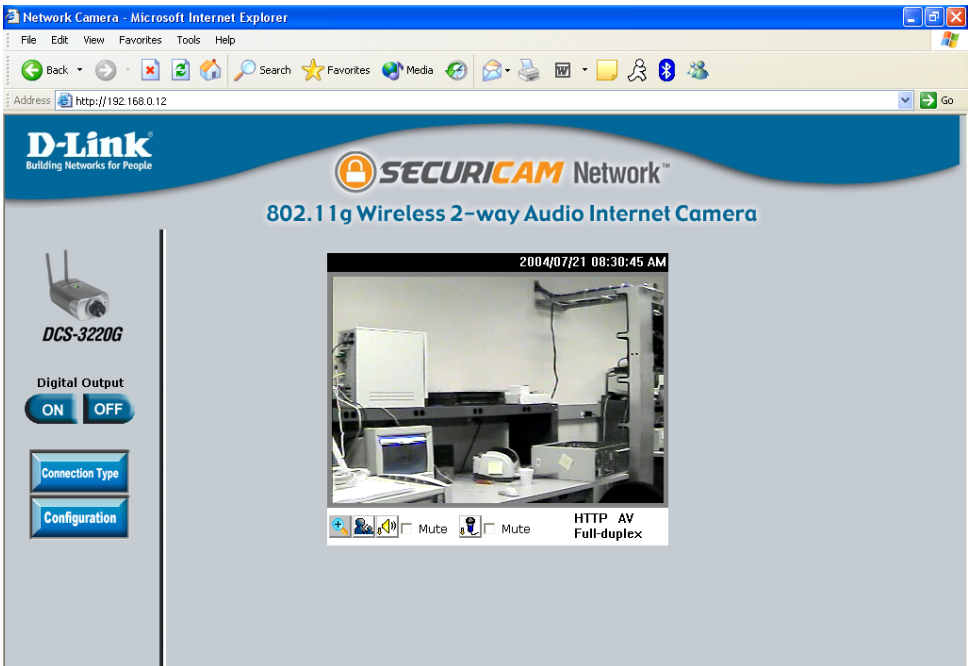 Network Camera - Microsoft Internet Explorer
File Edit View Favorites Tools Help
Back Search Favorites Media
Address http://192.168.0.12 Go
D-Link®
Building Networks for People
SECURICAM Network™
802.11g Wireless 2-way Audio Internet Camera
2004/07/21 08:30:45 AM
DCS-3220G
Digital Output
ON OFF
Connection Type
Configuration
Mute Mute HTTP AV
Full-duplex